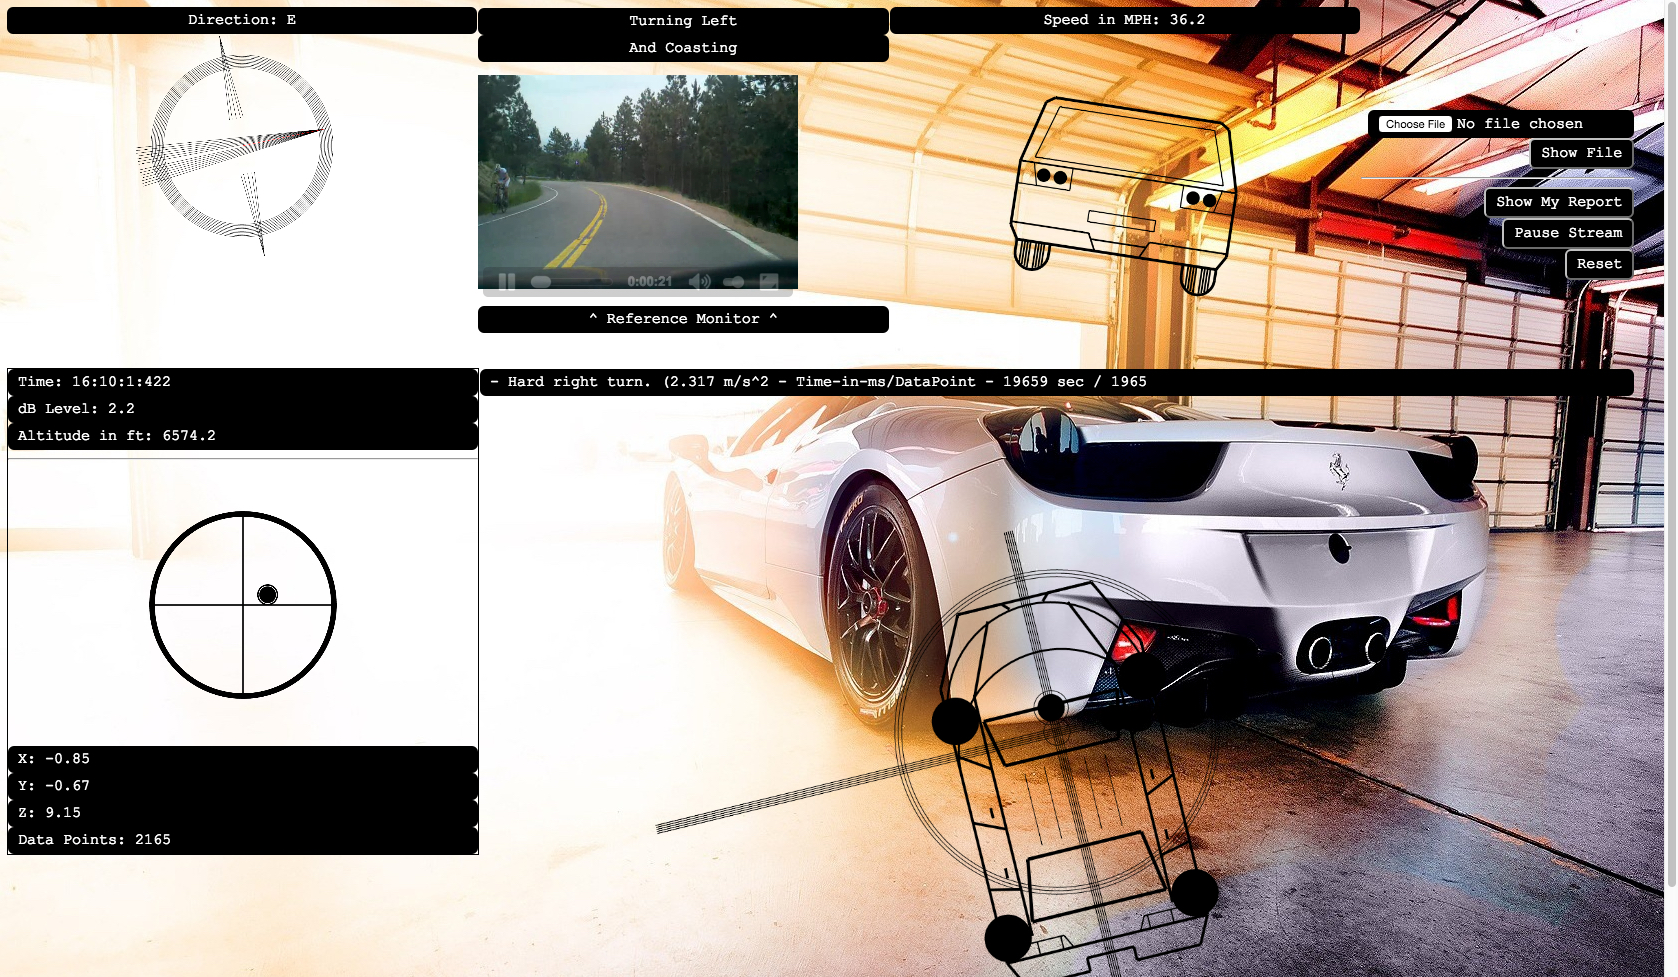 Direction: E
Turning Left
And Coasting
Speed in MPH: 36.2
Choose File No file chosen
Show File
Show My Report
Pause Stream
Reset
0:00:21
^ Reference Monitor ^
Time: 16:10:1:422
dB Level: 2.2
Altitude in ft: 6574.2
- Hard right turn. (2.317 m/s^2 - Time-in-ms/DataPoint - 19659 sec / 1965
X: -0.85
Y: -0.67
Z: 9.15
Data Points: 2165